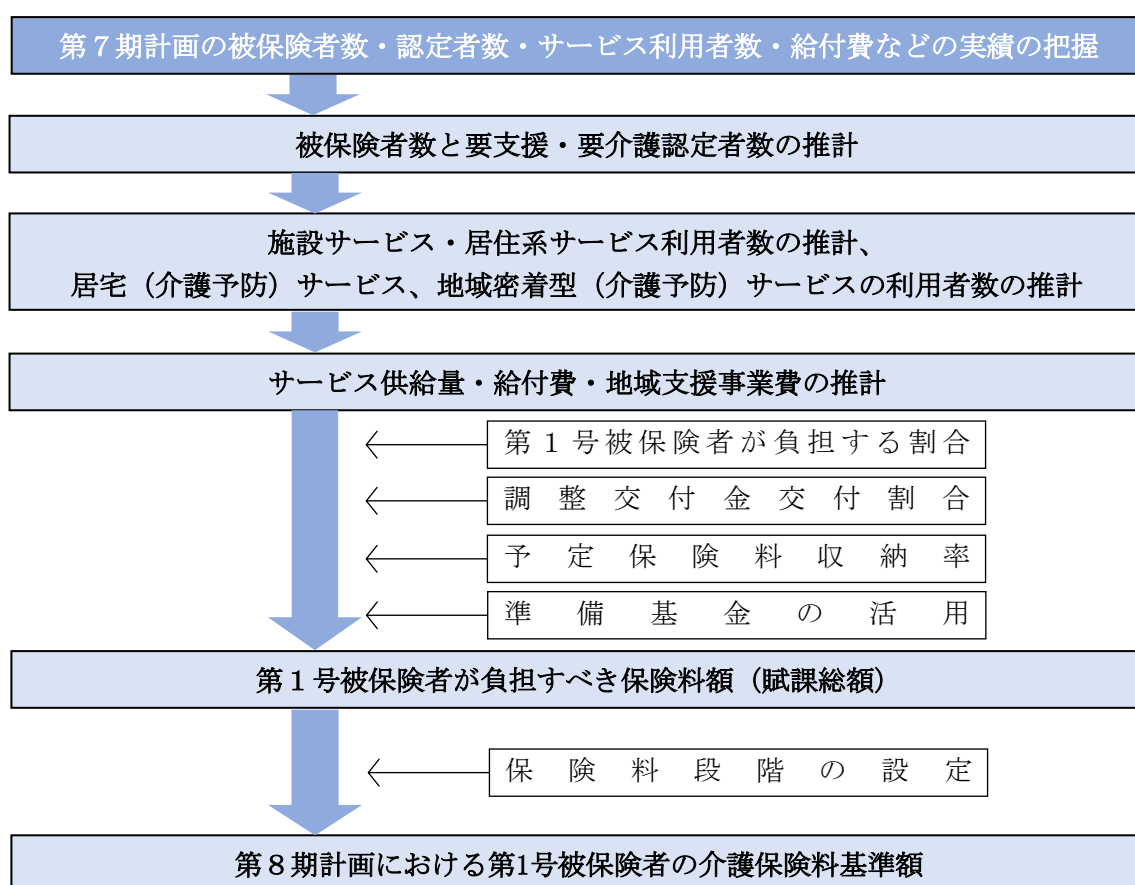 第７期計画の被保険者数・認定者数・サービス利用者数・給付費などの実績の把握
被保険者数と要支援・要介護認定者数の推計
施設サービス・居住系サービス利用者数の推計、
居宅（介護予防）サービス、地域密着型（介護予防）サービスの利用者数の推計
サービス供給量・給付費・地域支援事業費の推計
第１号被保険者が負担する割合
調整交付金交付割合
予定保険料収納率
準備基金の活用
第１号被保険者が負担すべき保険料額（賦課総額）
保険料段階の設定
第８期計画における第1号被保険者の介護保険料基準額